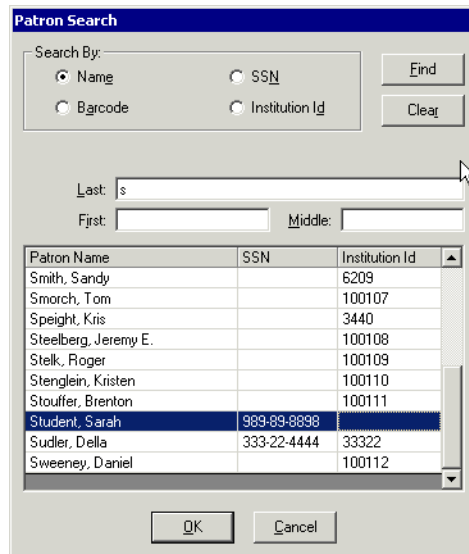 Patron Search
Search By:
Name SSN
Find
Barcode Institution Id
Clear
Last: s
First: Middle:
Patron Name SSN Institution Id
Smith, Sandy 6209
Smorch, Tom 100107
Speight, Kris 3440
Steelberg, Jeremy E. 100108
Stelk, Roger 100109
Stenglein, Kristen 100110
Stouffer, Brenton 100111
Student, Sarah 989-89-8898
Sudler, Della 333-22-4444 33322
Sweeney, Daniel 100112
OK Cancel